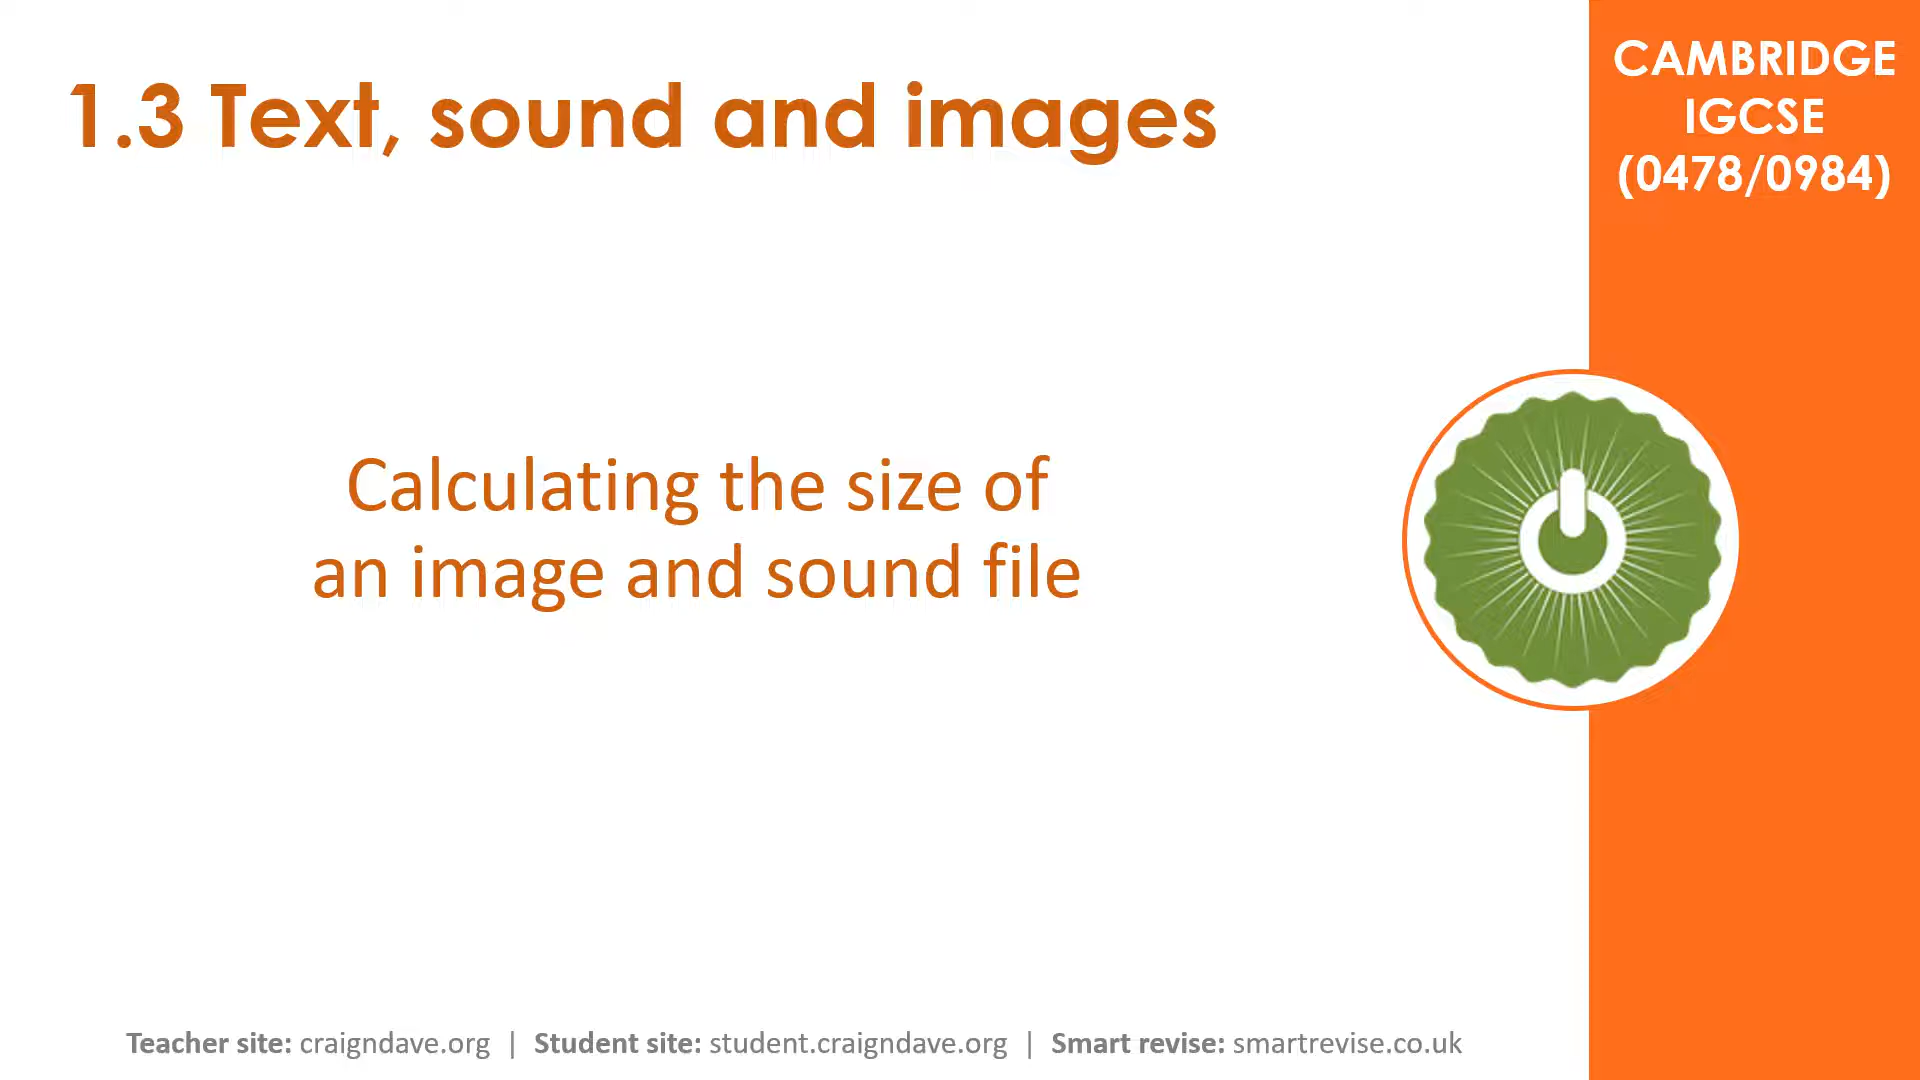 1.3 Text, sound and images
CAMBRIDGE
IGCSE
(0478/0984)
Calculating the size of
an image and sound file
Teacher site: craigndave.org | Student site: student.craigndave.org | Smart revise: smartrevise.co.uk